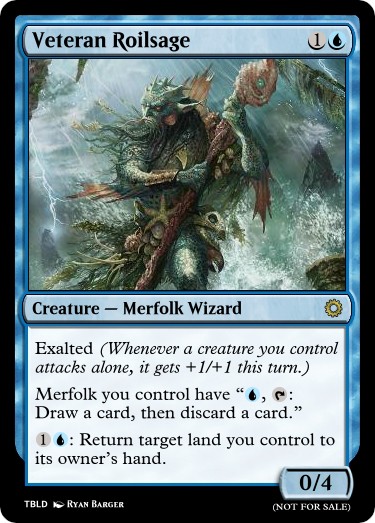 Veteran Roilsage 1
Creature — Merfolk Wizard
Exalted (Whenever a creature you control
attacks alone, it gets +1/+1 this turn.)
Merfolk you control have “ , :
Draw a card, then discard a card.”
1 : Return target land you control to
its owner's hand.
0/4
TBLD Ryan Barger
(NOT FOR SALE)